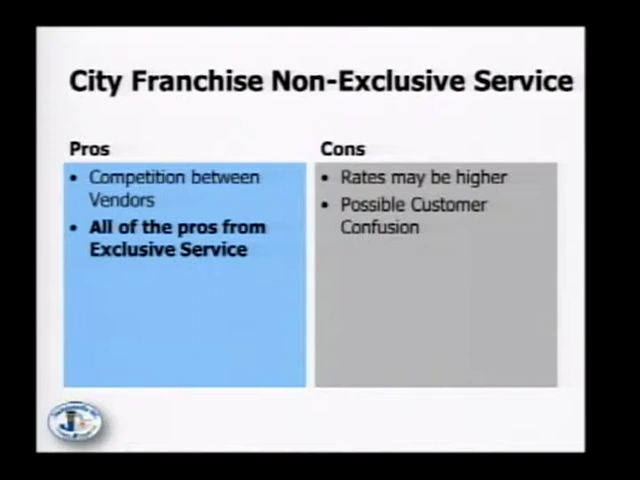 City Franchise Non-Exclusive Service
Pros
• Competition between
Vendors
• All of the pros from
Exclusive Service
Cons
• Rates may be higher
• Possible Customer
Confusion